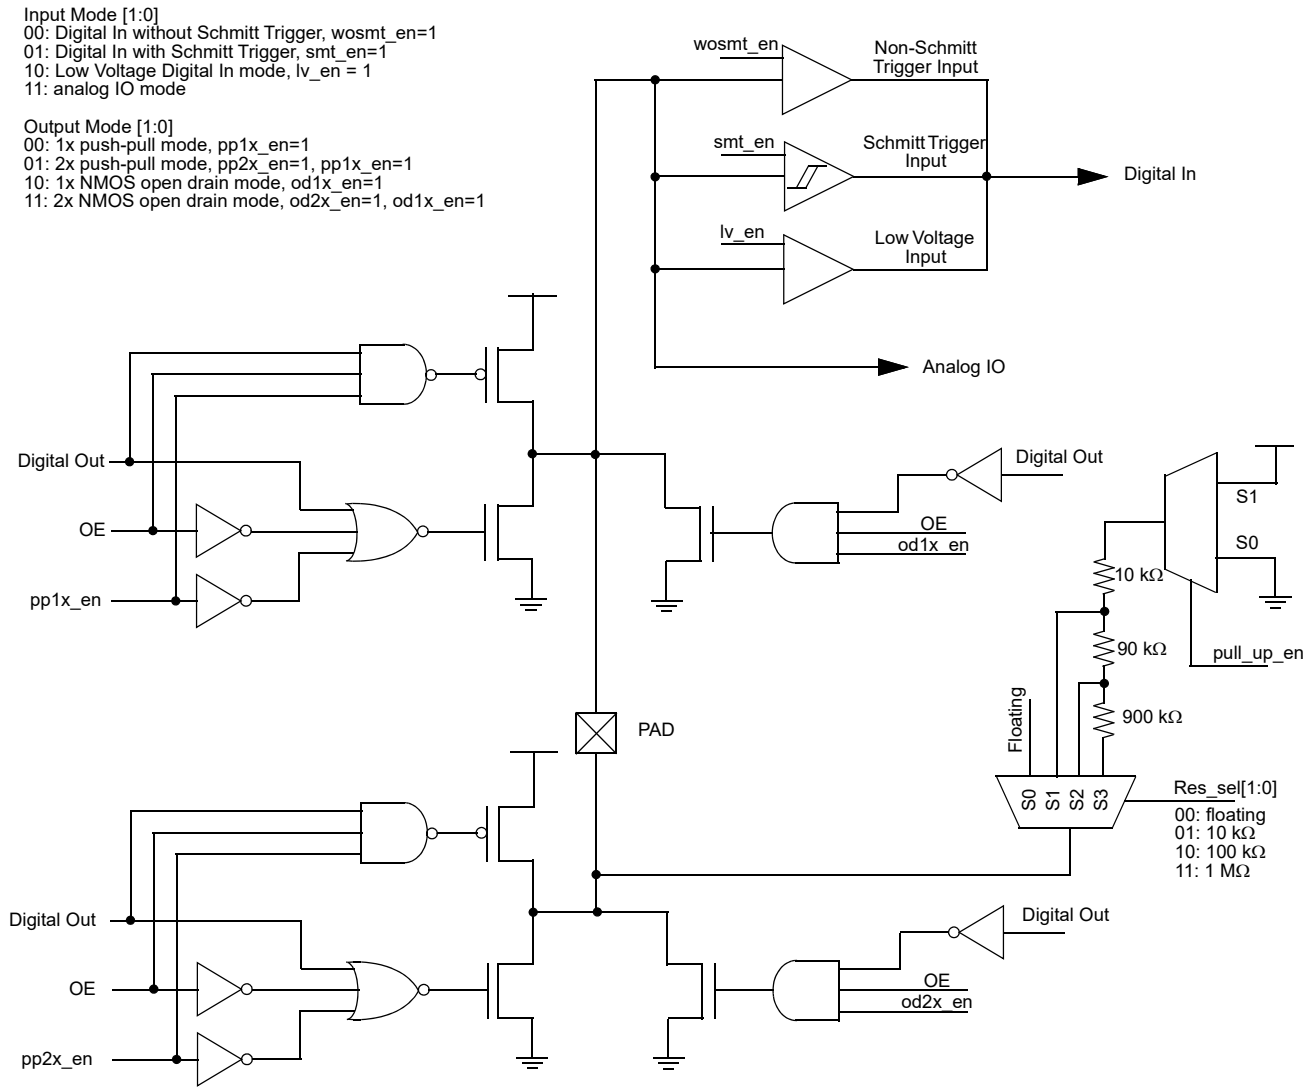 Input Mode [1:0]
00: Digital In without Schmitt Trigger, wosmt_en=1
01: Digital In with Schmitt Trigger, smt_en=1
10: Low Voltage Digital In mode, lv_en = 1
11: analog IO mode
Output Mode [1:0]
00: 1x push-pull mode, pp1x_en=1
01: 2x push-pull mode, pp2x_en=1, pp1x_en=1
10: 1x NMOS open drain mode, od1x_en=1
11: 2x NMOS open drain mode, od2x_en=1, od1x_en=1
wosmt_en
Non-Schmitt
Trigger Input
smt_en
Schmitt Trigger
Input
Digital In
lv_en
Low Voltage
Input
Analog IO
Digital Out
OE
pp1x_en
Digital Out
OE
od1x_en
S1
S0
10 kΩ
90 kΩ
900 kΩ
pull_up_en
Floating
PAD
S0
S1
S2
S3
Res_sel[1:0]
00: floating
01: 10 kΩ
10: 100 kΩ
11: 1 MΩ
Digital Out
OE
pp2x_en
Digital Out
OE
od2x_en